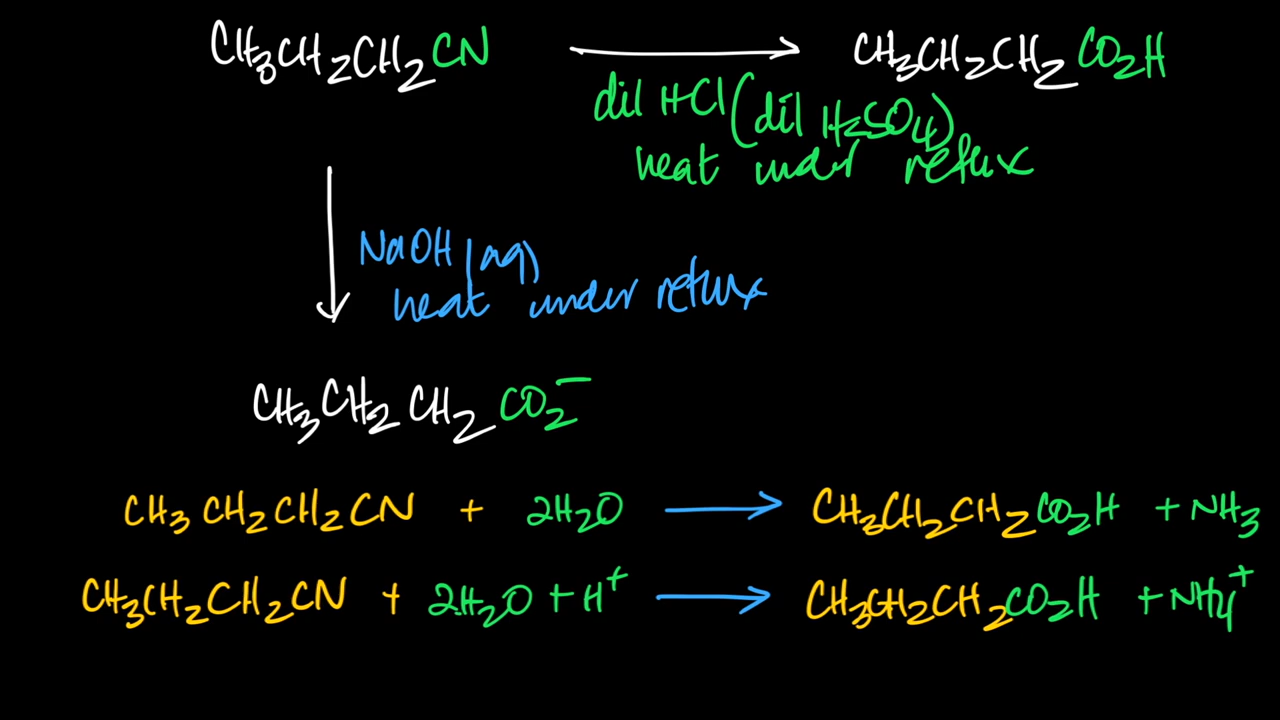 CH₃CH₂CH₂CN ⟶ CH₃CH₂CH₂CO₂H
dil HCl (dil H₂SO₄)
heat under reflux
NaOH (aq)
heat under reflux
CH₃CH₂CH₂CO₂⁻
CH₃CH₂CH₂CN + 2H₂O ⟶ CH₃CH₂CH₂CO₂H + NH₃
CH₃CH₂CH₂CN + 2H₂O + H⁺ ⟶ CH₃CH₂CH₂CO₂H + NH₄⁺